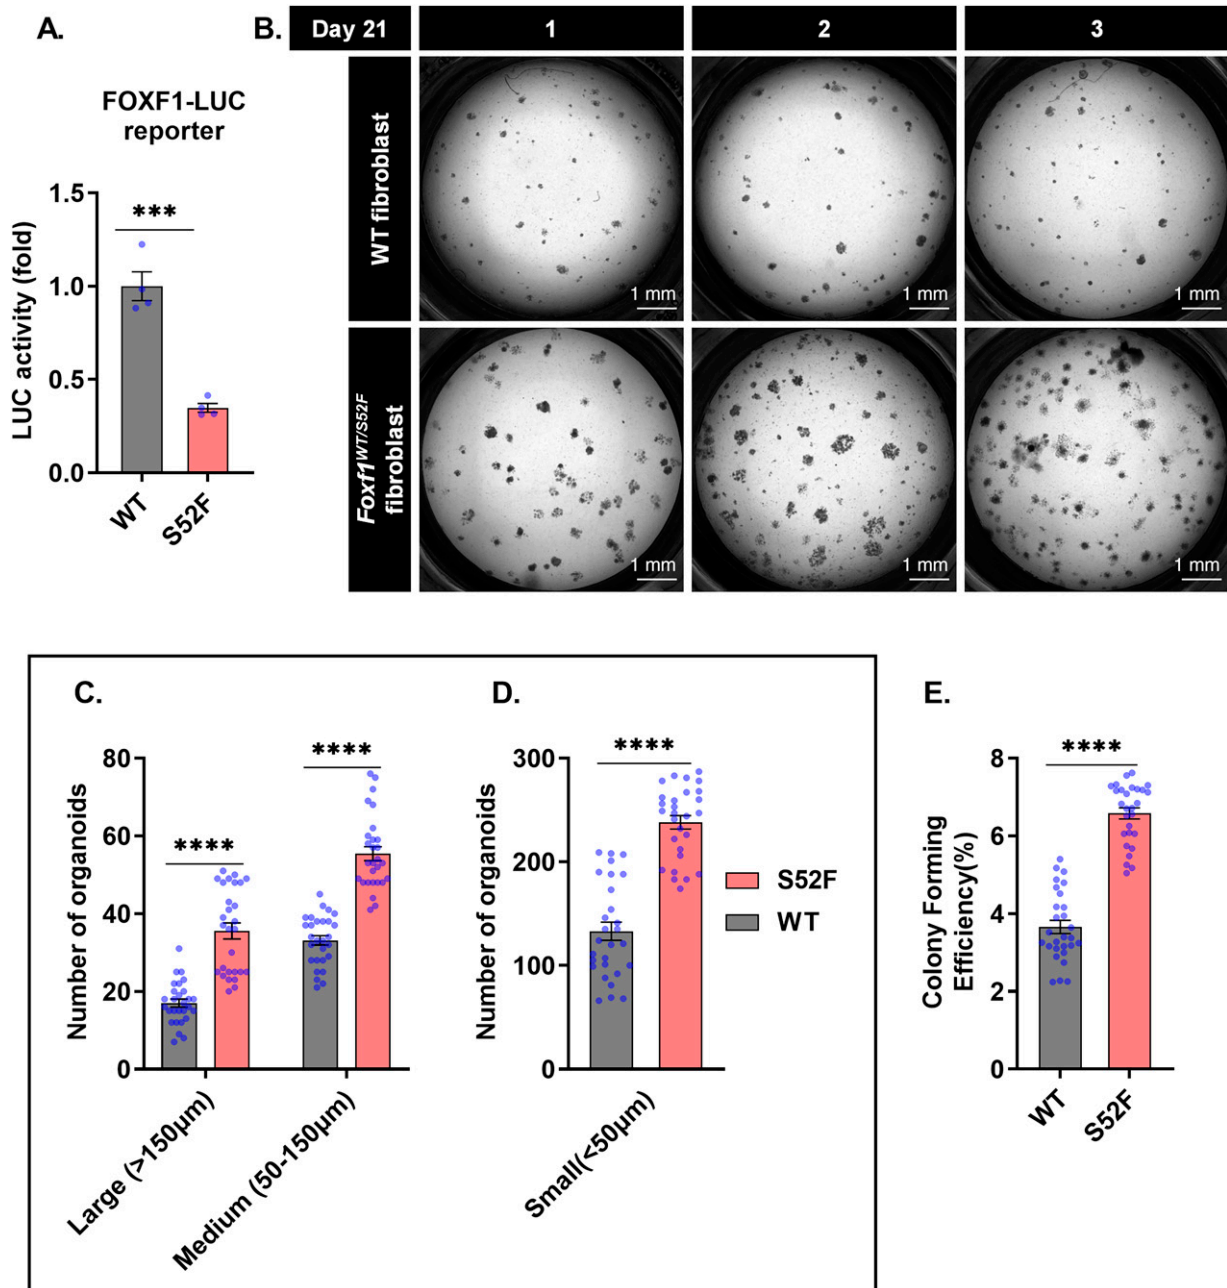 A.
B.
Day 21
1
2
3
FOXF1-LUC
reporter
LUC activity (fold)
1.5
1.0
0.5
0.0
***
WT
S52F
WT fibroblast
1 mm
1 mm
1 mm
Foxf1WT/S52F
fibroblast
1 mm
1 mm
1 mm
C.
Number of organoids
80
60
40
20
0
****
****
Large (>150µm)
Medium (50-150µm)
D.
Number of organoids
300
200
100
0
****
Small(<50µm)
S52F
WT
E.
Colony Forming
Efficiency(%)
8
6
4
2
0
****
WT
S52F